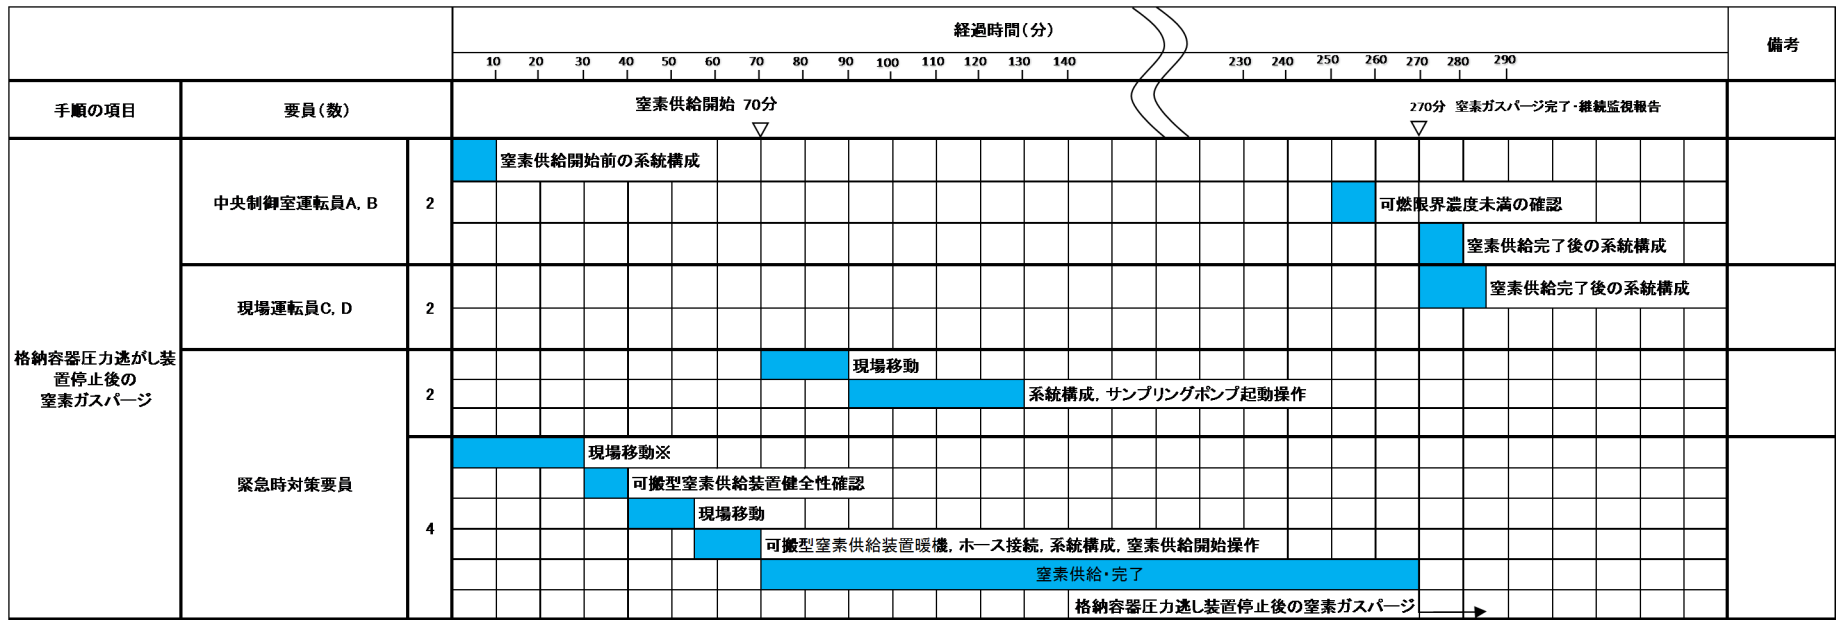 経過時間(分)
備考
10 20 30 40 50 60 70 80 90 100 110 120 130 140 230 240 250 260 270 280 290
手順の項目
要員(数)
窒素供給開始 70分
270分 窒素ガスパージ完了・継続監視報告
格納容器圧力逃がし装
置停止後の
窒素ガスパージ
中央制御室運転員A, B
2
窒素供給開始前の系統構成
可燃限界濃度未満の確認
窒素供給完了後の系統構成
現場運転員C, D
2
窒素供給完了後の系統構成
緊急時対策要員
2
現場移動
系統構成, サンプリングポンプ起動操作
4
現場移動※
可搬型窒素供給装置健全性確認
現場移動
可搬型窒素供給装置暖機, ホース接続, 系統構成, 窒素供給開始操作
窒素供給・完了
格納容器圧力逃し装置停止後の窒素ガスパージ